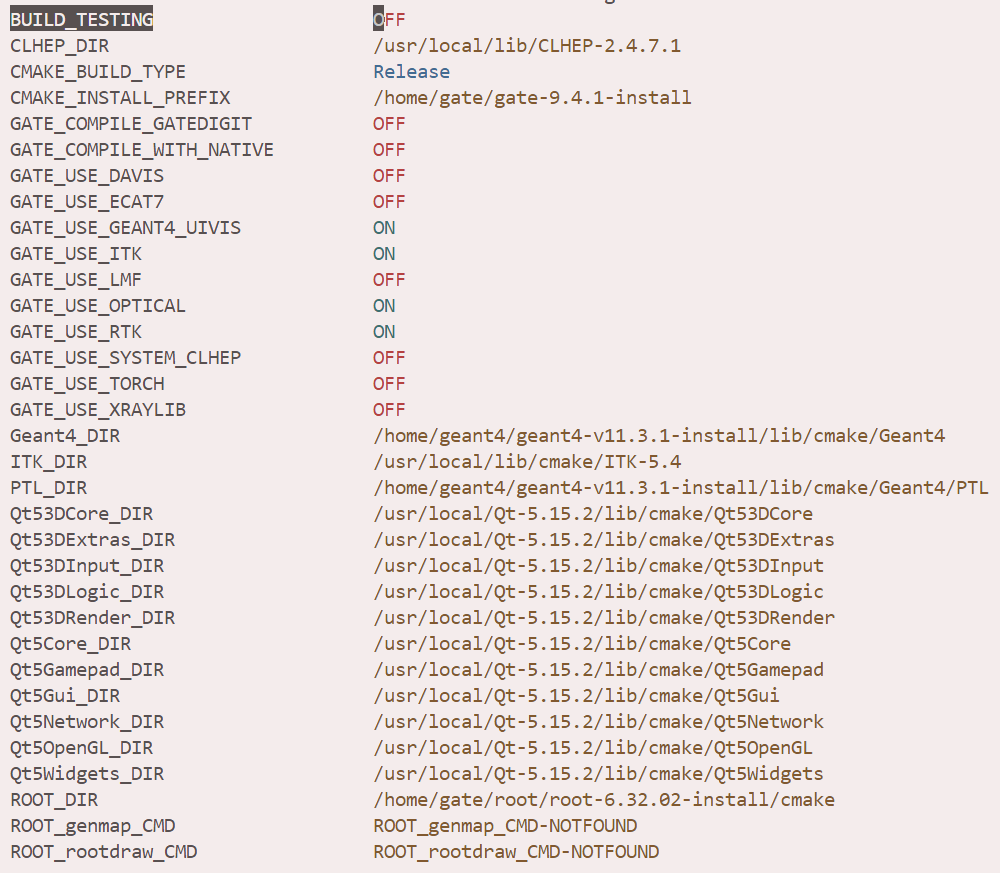 BUILD_TESTING OFF
CLHEP_DIR /usr/local/lib/CLHEP-2.4.7.1
CMAKE_BUILD_TYPE Release
CMAKE_INSTALL_PREFIX /home/gate/gate-9.4.1-install
GATE_COMPILE_GATEDIGIT OFF
GATE_COMPILE_WITH_NATIVE OFF
GATE_USE_DAVIS OFF
GATE_USE_ECAT7 OFF
GATE_USE_GEANT4_UIVIS ON
GATE_USE_ITK ON
GATE_USE_LMF OFF
GATE_USE_OPTICAL ON
GATE_USE_RTK ON
GATE_USE_SYSTEM_CLHEP OFF
GATE_USE_TORCH OFF
GATE_USE_XRAYLIB OFF
Geant4_DIR /home/geant4/geant4-v11.3.1-install/lib/cmake/Geant4
ITK_DIR /usr/local/lib/cmake/ITK-5.4
PTL_DIR /home/geant4/geant4-v11.3.1-install/lib/cmake/Geant4/PTL
Qt53DCore_DIR /usr/local/Qt-5.15.2/lib/cmake/Qt53DCore
Qt53DExtras_DIR /usr/local/Qt-5.15.2/lib/cmake/Qt53DExtras
Qt53DInput_DIR /usr/local/Qt-5.15.2/lib/cmake/Qt53DInput
Qt53DLogic_DIR /usr/local/Qt-5.15.2/lib/cmake/Qt53DLogic
Qt53DRender_DIR /usr/local/Qt-5.15.2/lib/cmake/Qt53DRender
Qt5Core_DIR /usr/local/Qt-5.15.2/lib/cmake/Qt5Core
Qt5Gamepad_DIR /usr/local/Qt-5.15.2/lib/cmake/Qt5Gamepad
Qt5Gui_DIR /usr/local/Qt-5.15.2/lib/cmake/Qt5Gui
Qt5Network_DIR /usr/local/Qt-5.15.2/lib/cmake/Qt5Network
Qt5OpenGL_DIR /usr/local/Qt-5.15.2/lib/cmake/Qt5OpenGL
Qt5Widgets_DIR /usr/local/Qt-5.15.2/lib/cmake/Qt5Widgets
ROOT_DIR /home/gate/root/root-6.32.02-install/cmake
ROOT_genmap_CMD ROOT_genmap_CMD-NOTFOUND
ROOT_rootdraw_CMD ROOT_rootdraw_CMD-NOTFOUND